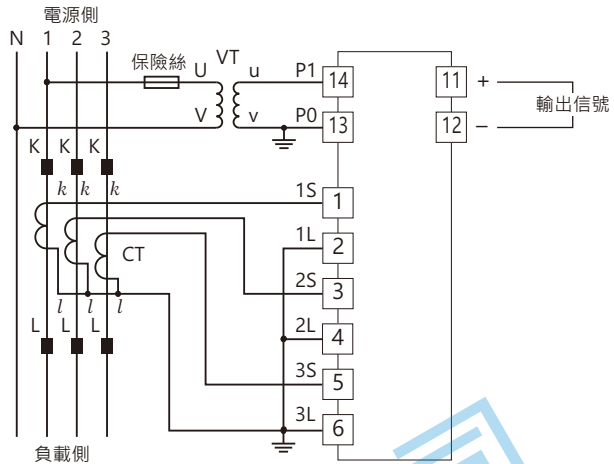 電源側
N 1 2 3
保險絲 U VT u P1 14 11 +
輸出信號
V v P0 13 12 −
K K K
k k k
1S 1
1L 2
CT
2S 3
l l l
L L L
2L 4
3S 5
3L 6
負載側